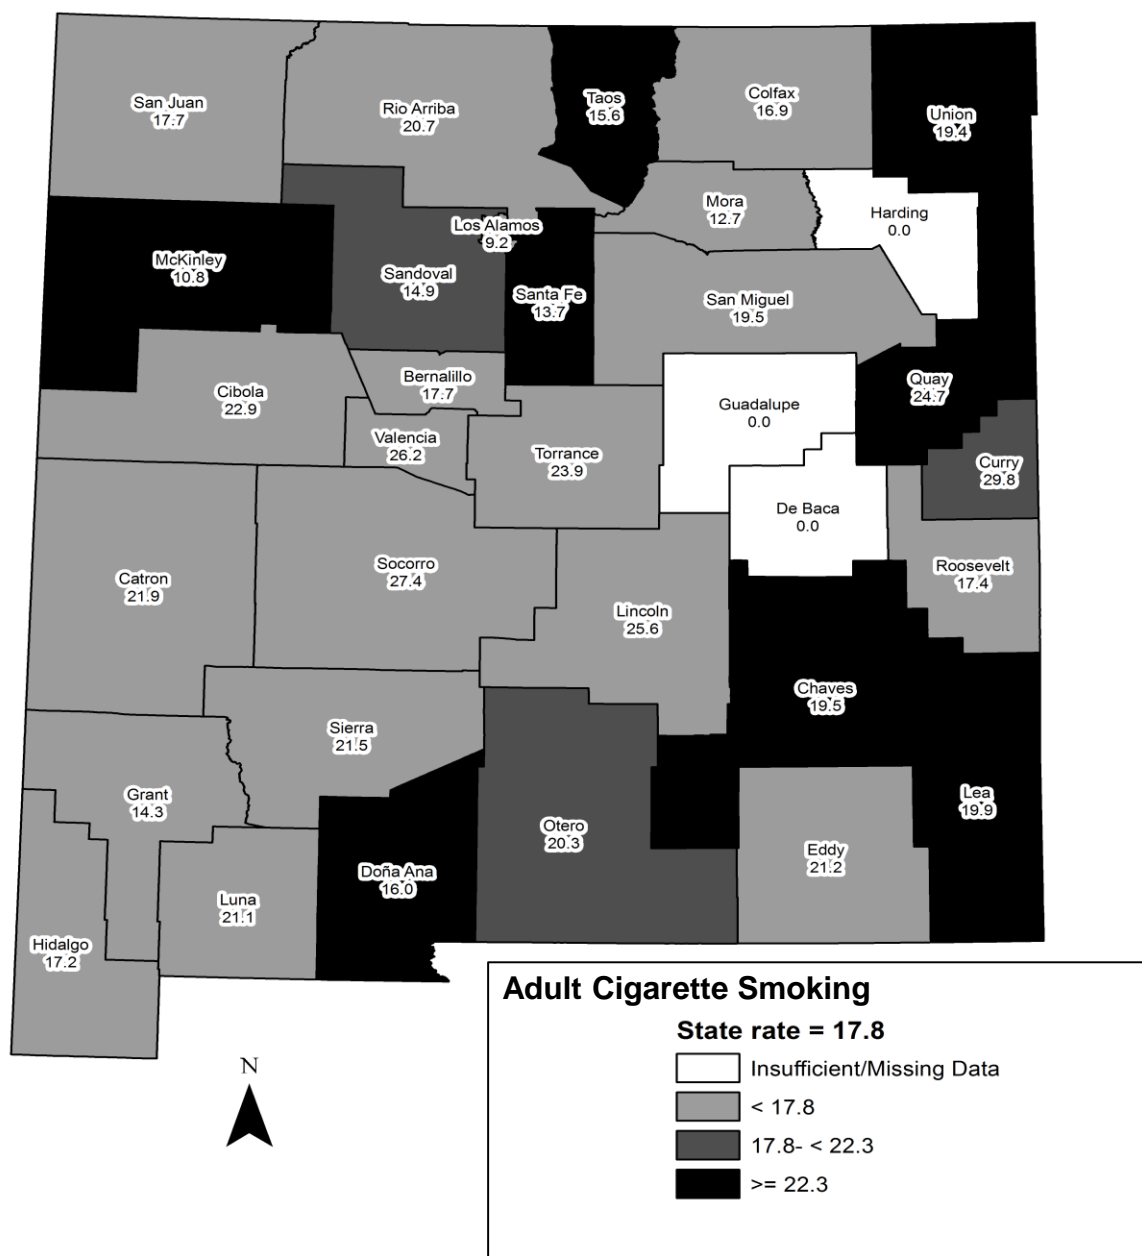 San Juan
17.7
Rio Arriba
20.7
Taos
15.6
Colfax
16.9
Union
19.4
Mora
12.7
Harding
0.0
Los Alamos
9.2
McKinley
10.8
Sandoval
14.9
Santa Fe
13.7
San Miguel
19.5
Cibola
22.9
Bernalillo
17.7
Quay
24.7
Guadalupe
0.0
Valencia
26.2
Torrance
23.9
Curry
29.8
De Baca
0.0
Catron
21.9
Socorro
27.4
Roosevelt
17.4
Lincoln
25.6
Chaves
19.5
Sierra
21.5
Grant
14.3
Lea
19.9
Otero
20.3
Eddy
21.2
Doña Ana
16.0
Luna
21.1
Hidalgo
17.2
N
Adult Cigarette Smoking
State rate = 17.8
Insufficient/Missing Data
< 17.8
17.8- < 22.3
>= 22.3